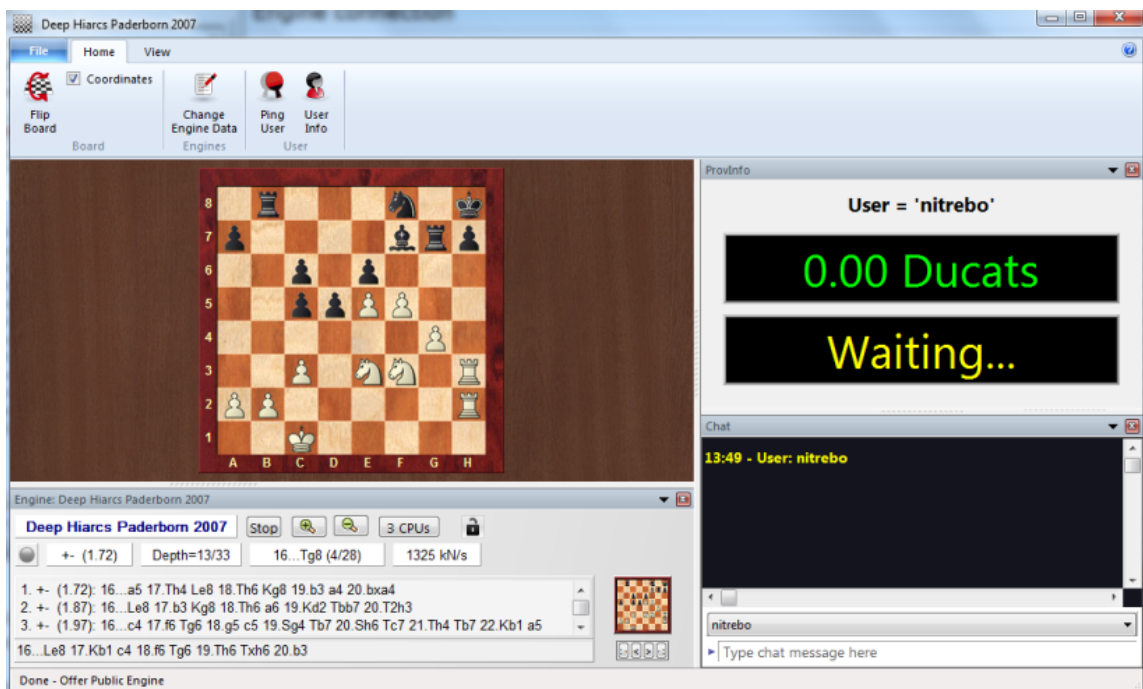 Engine connection
Deep Hiarcs Paderborn 2007
File Home View
Coordinates
Flip Board
Change Engine Data
Ping User
User Info
Board
Engines
User
ProvInfo
User = 'nitrebo'
0.00 Ducats
Waiting...
8
7
6
5
4
3
2
1
A B C D E F G H
Chat
13:49 - User: nitrebo
Engine: Deep Hiarcs Paderborn 2007
Deep Hiarcs Paderborn 2007 Stop 3 CPUs
+- (1.72) Depth=13/33 16...Tg8 (4/28) 1325 kN/s
1. +- (1.72): 16...a5 17.Th4 Le8 18.Th6 Kg8 19.b3 a4 20.bxa4
2. +- (1.87): 16...Le8 17.b3 Kg8 18.Th6 a6 19.Kd2 Tbb7 20.T2h3
3. +- (1.97): 16...c4 17.f6 Tg6 18.g5 c5 19.Sg4 Tb7 20.Sh6 Tc7 21.Th4 Tb7 22.Kb1 a5
16...Le8 17.Kb1 c4 18.f6 Tg6 19.Th6 Txh6 20.b3
nitrebo
Type chat message here
Done - Offer Public Engine